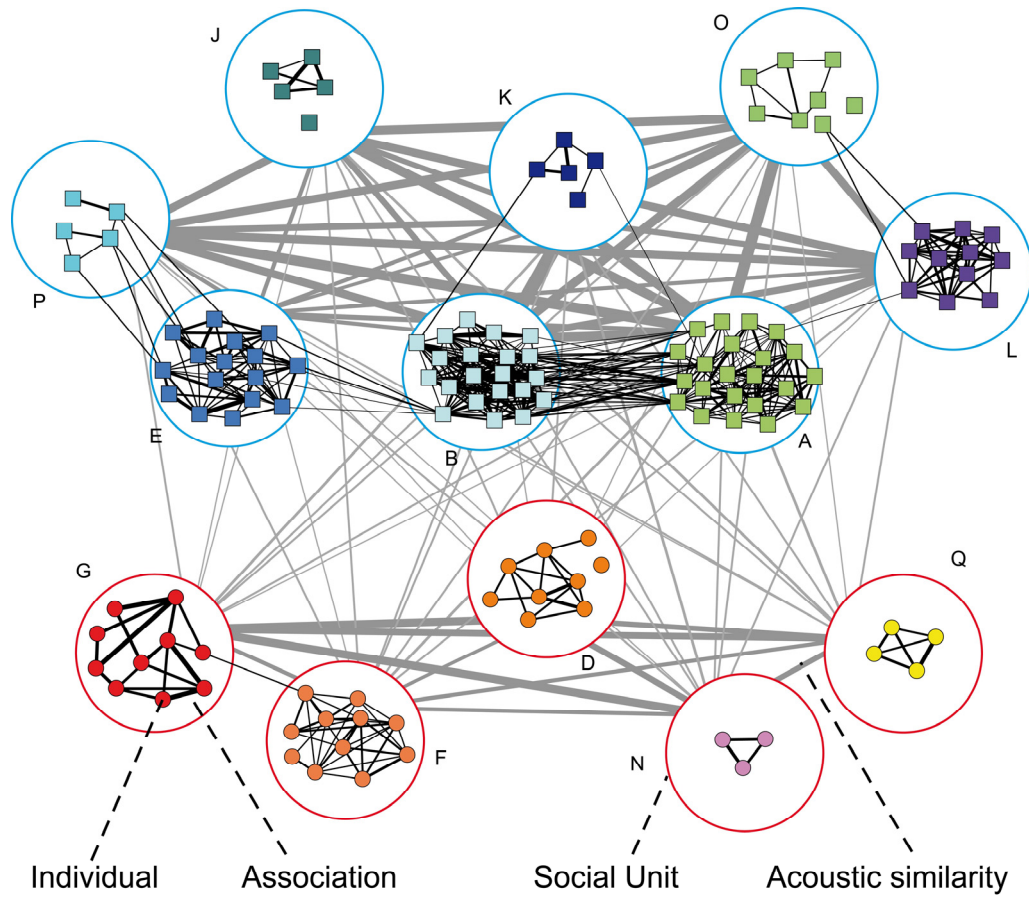 J
O
K
P
L
E
B
A
G
Q
D
F
N
Individual
Association
Social Unit
Acoustic similarity